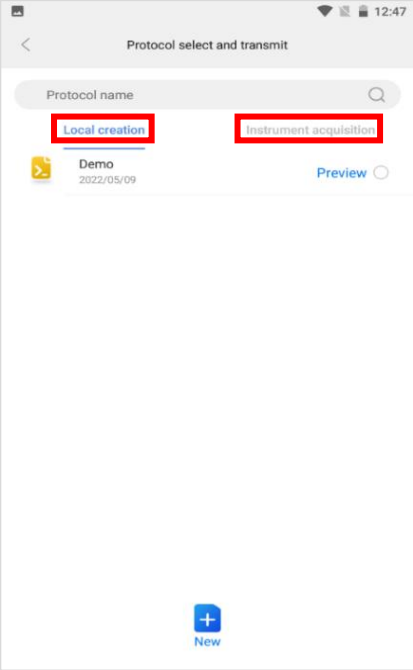 12:47
Protocol select and transmit
Protocol name
Local creation
Instrument acquisition
Demo
2022/05/09
Preview
New